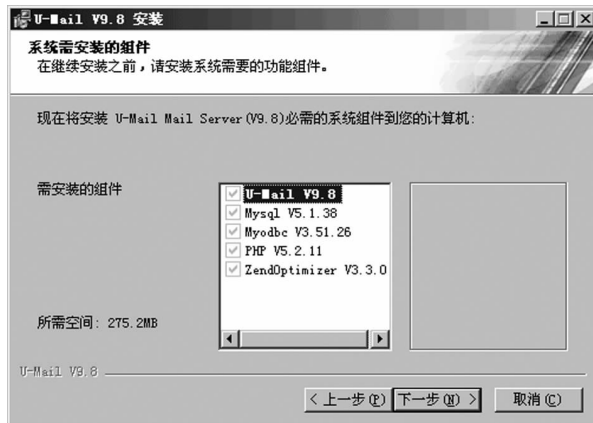 U-Mail V9.8 安装
系统需安装的组件
在继续安装之前，请安装系统需要的功能组件。
现在将安装 U-Mail Mail Server(V9.8)必需的系统组件到您的计算机:
需安装的组件
U-Mail V9.8
Mysql V5.1.38
Myodbc V3.51.26
PHP V5.2.11
ZendOptimizer V3.3.0
所需空间: 275.2MB
U-Mail V9.8
< 上一步(P) 下一步(N) > 取消(C)